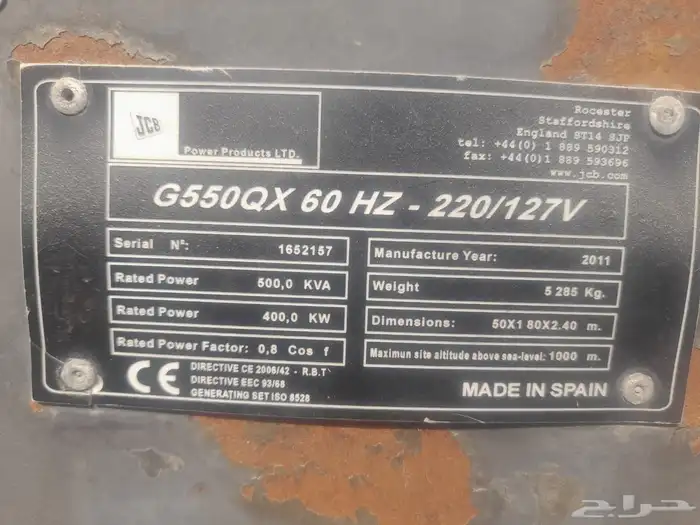 JCB
Power Products LTD.
Rocester
Staffordshire
England ST14 5JP
tel: +44(0) 1 889 590312
fax: +44(0) 1 889 593696
www.jcb.com
G550QX 60 HZ - 220/127V
Serial Nº: 1652157
Rated Power 500,0 KVA
Rated Power 400,0 KW
Rated Power Factor: 0,8 Cos f
Manufacture Year: 2011
Weight 5 285 Kg.
Dimensions: 50X1 80X2.40 m.
Maximun site altitude above sea-level: 1000 m.
CE
DIRECTIVE CE 2006/42 - R.B.T
DIRECTIVE EEC 93/68
GENERATING SET ISO 8528
MADE IN SPAIN
حراج